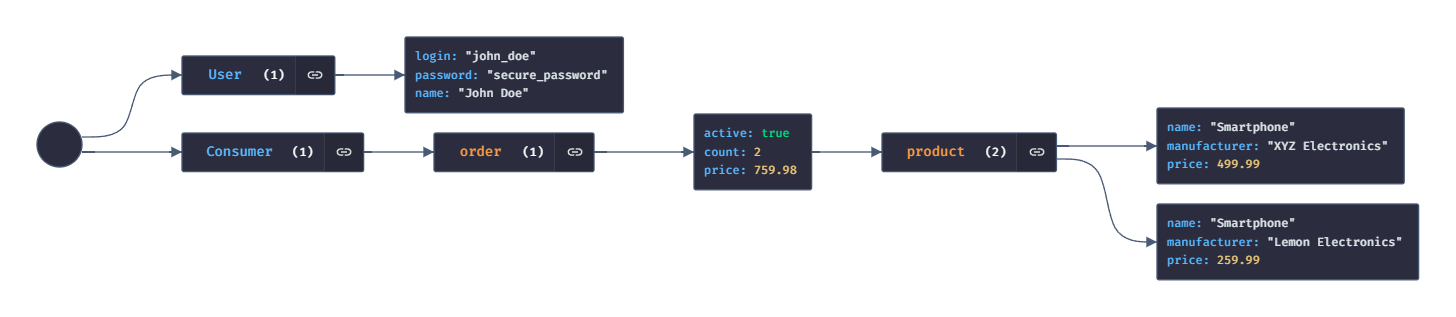 User (1)
login: "john_doe"
password: "secure_password"
name: "John Doe"
Consumer (1)
order (1)
active: true
count: 2
price: 759.98
product (2)
name: "Smartphone"
manufacturer: "XYZ Electronics"
price: 499.99
name: "Smartphone"
manufacturer: "Lemon Electronics"
price: 259.99